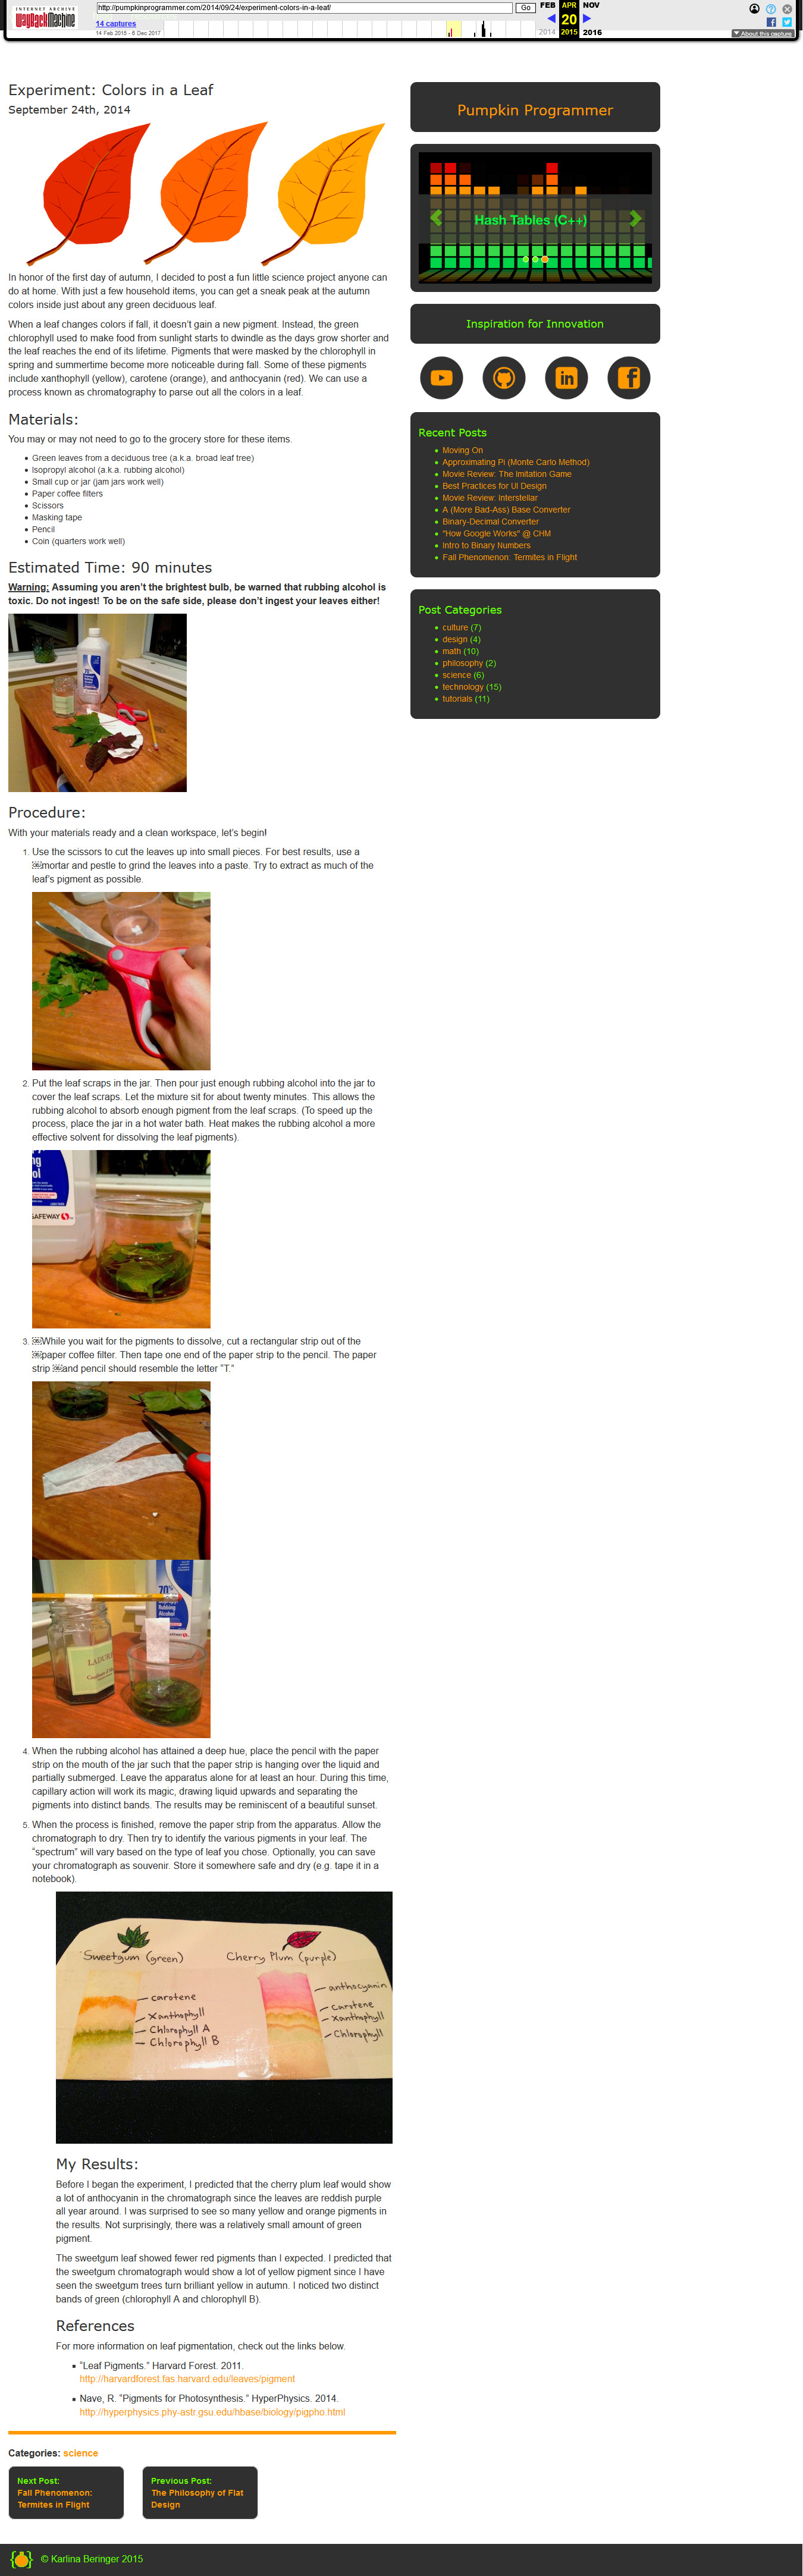 INTERNET ARCHIVE
WayBackMachine
http://pumpkinprogrammer.com/2014/09/24/experiment-colors-in-a-leaf/
Go
FEB APR NOV
14 captures
20
14 Feb 2015 - 6 Dec 2017
2014 2015 2016
About this capture
Experiment: Colors in a Leaf
September 24th, 2014
In honor of the first day of autumn, I decided to post a fun little science project anyone can
do at home. With just a few household items, you can get a sneak peak at the autumn
colors inside just about any green deciduous leaf.
When a leaf changes colors if fall, it doesn't gain a new pigment. Instead, the green
chlorophyll used to make food from sunlight starts to dwindle as the days grow shorter and
the leaf reaches the end of its lifetime. Pigments that were masked by the chlorophyll in
spring and summertime become more noticeable during fall. Some of these pigments
include xanthophyll (yellow), carotene (orange), and anthocyanin (red). We can use a
process known as chromatography to parse out all the colors in a leaf.
Materials:
You may or may not need to go to the grocery store for these items.
Green leaves from a deciduous tree (a.k.a. broad leaf tree)
Isopropyl alcohol (a.k.a. rubbing alcohol)
Small cup or jar (jam jars work well)
Paper coffee filters
Scissors
Masking tape
Pencil
Coin (quarters work well)
Estimated Time: 90 minutes
Warning: Assuming you aren't the brightest bulb, be warned that rubbing alcohol is
toxic. Do not ingest! To be on the safe side, please don't ingest your leaves either!
Procedure:
With your materials ready and a clean workspace, let's begin!
1. Use the scissors to cut the leaves up into small pieces. For best results, use a
mortar and pestle to grind the leaves into a paste. Try to extract as much of the
leaf's pigment as possible.
2. Put the leaf scraps in the jar. Then pour just enough rubbing alcohol into the jar to
cover the leaf scraps. Let the mixture sit for about twenty minutes. This allows the
rubbing alcohol to absorb enough pigment from the leaf scraps. (To speed up the
process, place the jar in a hot water bath. Heat makes the rubbing alcohol a more
effective solvent for dissolving the leaf pigments).
SAFEWAY
3. While you wait for the pigments to dissolve, cut a rectangular strip out of the
paper coffee filter. Then tape one end of the paper strip to the pencil. The paper
strip and pencil should resemble the letter "T."
70%
Alcohol
LADURÉE
4. When the rubbing alcohol has attained a deep hue, place the pencil with the paper
strip on the mouth of the jar such that the paper strip is hanging over the liquid and
partially submerged. Leave the apparatus alone for at least an hour. During this time,
capillary action will work its magic, drawing liquid upwards and separating the
pigments into distinct bands. The results may be reminiscent of a beautiful sunset.
5. When the process is finished, remove the paper strip from the apparatus. Allow the
chromatograph to dry. Then try to identify the various pigments in your leaf. The
"spectrum" will vary based on the type of leaf you chose. Optionally, you can save
your chromatograph as souvenir. Store it somewhere safe and dry (e.g. tape it in a
notebook).
Sweetgum (green)
carotene
Xanthophyll
Chlorophyll A
Chlorophyll B
Cherry Plum (purple)
anthocyanin
Carotene
Xanthophyll
Chlorophyll
My Results:
Before I began the experiment, I predicted that the cherry plum leaf would show
a lot of anthocyanin in the chromatograph since the leaves are reddish purple
all year around. I was surprised to see so many yellow and orange pigments in
the results. Not surprisingly, there was a relatively small amount of green
pigment.
The sweetgum leaf showed fewer red pigments than I expected. I predicted that
the sweetgum chromatograph would show a lot of yellow pigment since I have
seen the sweetgum trees turn brilliant yellow in autumn. I noticed two distinct
bands of green (chlorophyll A and chlorophyll B).
References
For more information on leaf pigmentation, check out the links below.
"Leaf Pigments." Harvard Forest. 2011.
http://harvardforest.fas.harvard.edu/leaves/pigment
Nave, R. "Pigments for Photosynthesis." HyperPhysics. 2014.
http://hyperphysics.phy-astr.gsu.edu/hbase/biology/pigpho.html
Categories: science
Next Post:
Fall Phenomenon:
Termites in Flight
Previous Post:
The Philosophy of Flat
Design
Pumpkin Programmer
Hash Tables (C++)
Inspiration for Innovation
Recent Posts
Moving On
Approximating Pi (Monte Carlo Method)
Movie Review: The Imitation Game
Best Practices for UI Design
Movie Review: Interstellar
A (More Bad-Ass) Base Converter
Binary-Decimal Converter
"How Google Works" @ CHM
Intro to Binary Numbers
Fall Phenomenon: Termites in Flight
Post Categories
culture (7)
design (4)
math (10)
philosophy (2)
science (6)
technology (15)
tutorials (11)
© Karlina Beringer 2015